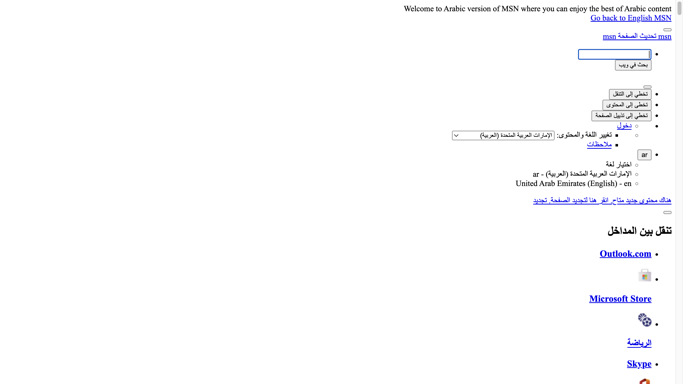 Welcome to Arabic version of MSN where you can enjoy the best of Arabic content
Go back to English MSN
msn تحديث الصفحة msn
بحث في ويب
تخطي إلى التنقل
تخطي إلى المحتوى
تخطي إلى تذييل الصفحة
دخول
تغيير اللغة والمحتوى: الإمارات العربية المتحدة (العربية)
ملاحظات
ar
اختيار لغة
الإمارات العربية المتحدة (العربية) - ar
United Arab Emirates (English) - en
هناك محتوى جديد متاح. انقر هنا لتجديد الصفحة. تجديد
تنقل بين المداخل
Outlook.com
Microsoft Store
الرياضة
Skype